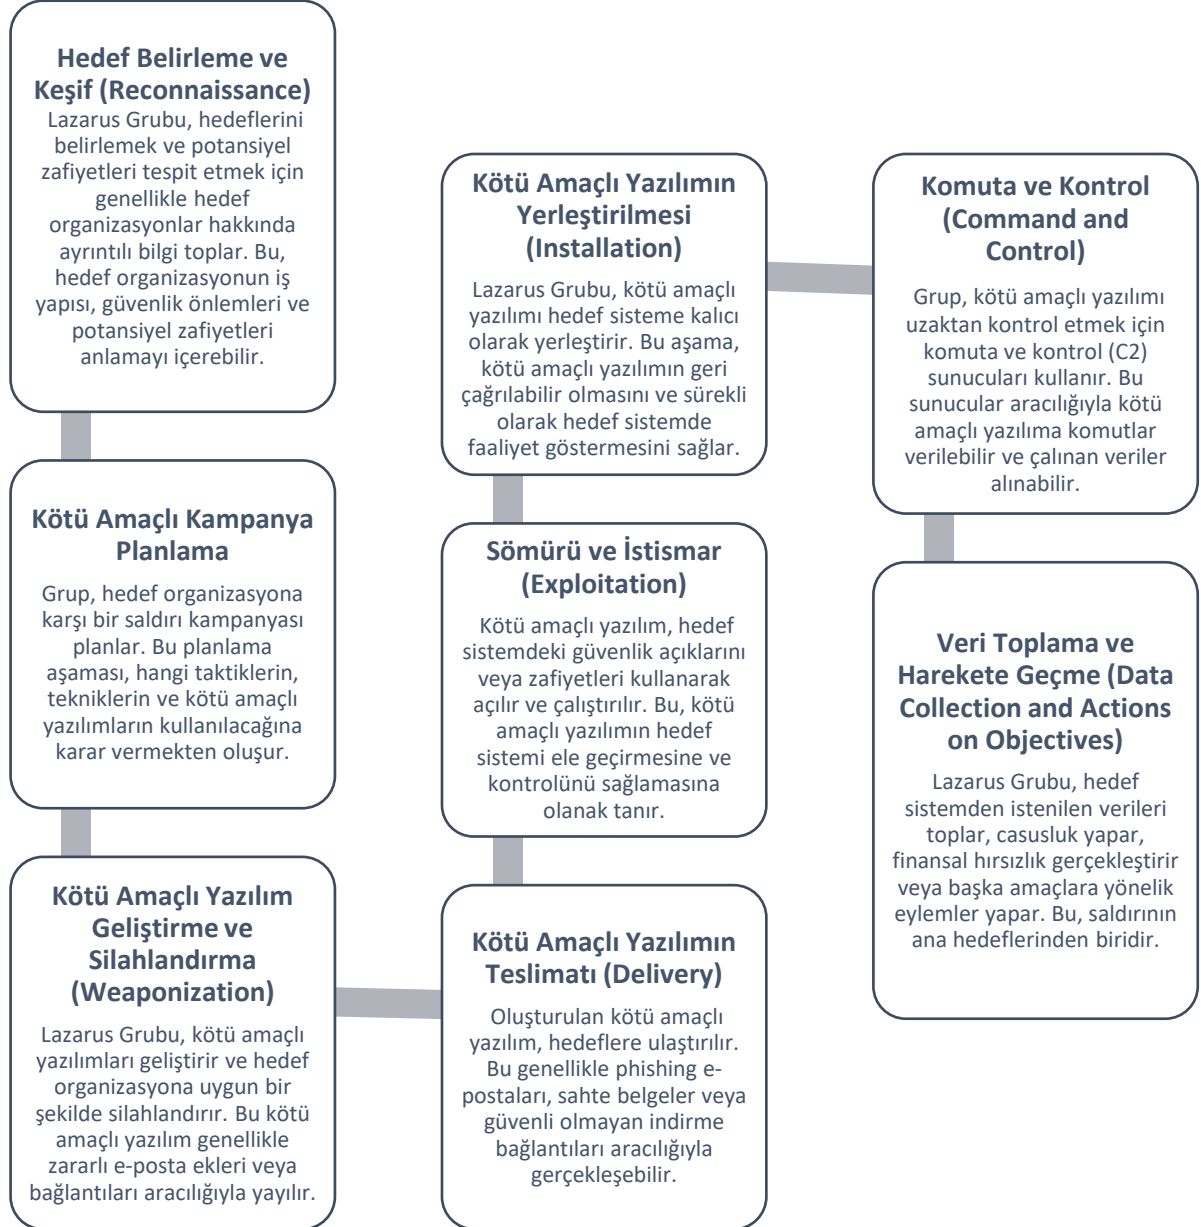 Hedef Belirleme ve
Keşif (Reconnaissance)
Lazarus Grubu, hedeflerini
belirlemek ve potansiyel
zafiyetleri tespit etmek için
genellikle hedef
organizasyonlar hakkında
ayrıntılı bilgi toplar. Bu,
hedef organizasyonun iş
yapısı, güvenlik önlemleri ve
potansiyel zafiyetleri
anlamayı içerebilir.
Kötü Amaçlı Kampanya
Planlama
Grup, hedef organizasyona
karşı bir saldırı kampanyası
planlar. Bu planlama
aşaması, hangi taktiklerin,
tekniklerin ve kötü amaçlı
yazılımların kullanılacağına
karar vermekten oluşur.
Kötü Amaçlı Yazılım
Geliştirme ve
Silahlandırma
(Weaponization)
Lazarus Grubu, kötü amaçlı
yazılımları geliştirir ve hedef
organizasyona uygun bir
şekilde silahlandırır. Bu kötü
amaçlı yazılım genellikle
zararlı e-posta ekleri veya
bağlantıları aracılığıyla yayılır.
Kötü Amaçlı Yazılımın
Teslimatı (Delivery)
Oluşturulan kötü amaçlı
yazılım, hedeflere ulaştırılır.
Bu genellikle phishing e-
postaları, sahte belgeler veya
güvenli olmayan indirme
bağlantıları aracılığıyla
gerçekleşebilir.
Sömürü ve İstismar
(Exploitation)
Kötü amaçlı yazılım, hedef
sistemdeki güvenlik açıklarını
veya zafiyetleri kullanarak
açılır ve çalıştırılır. Bu, kötü
amaçlı yazılımın hedef
sistemi ele geçirmesine ve
kontrolünü sağlamasına
olanak tanır.
Kötü Amaçlı Yazılımın
Yerleştirilmesi
(Installation)
Lazarus Grubu, kötü amaçlı
yazılımı hedef sisteme kalıcı
olarak yerleştirir. Bu aşama,
kötü amaçlı yazılımın geri
çağrılabilir olmasını ve sürekli
olarak hedef sistemde
faaliyet göstermesini sağlar.
Komuta ve Kontrol
(Command and
Control)
Grup, kötü amaçlı yazılımı
uzaktan kontrol etmek için
komuta ve kontrol (C2)
sunucuları kullanır. Bu
sunucular aracılığıyla kötü
amaçlı yazılıma komutlar
verilebilir ve çalınan veriler
alınabilir.
Veri Toplama ve
Harekete Geçme (Data
Collection and Actions
on Objectives)
Lazarus Grubu, hedef
sistemden istenilen verileri
toplar, casusluk yapar,
finansal hırsızlık gerçekleştirir
veya başka amaçlara yönelik
eylemler yapar. Bu, saldırının
ana hedeflerinden biridir.